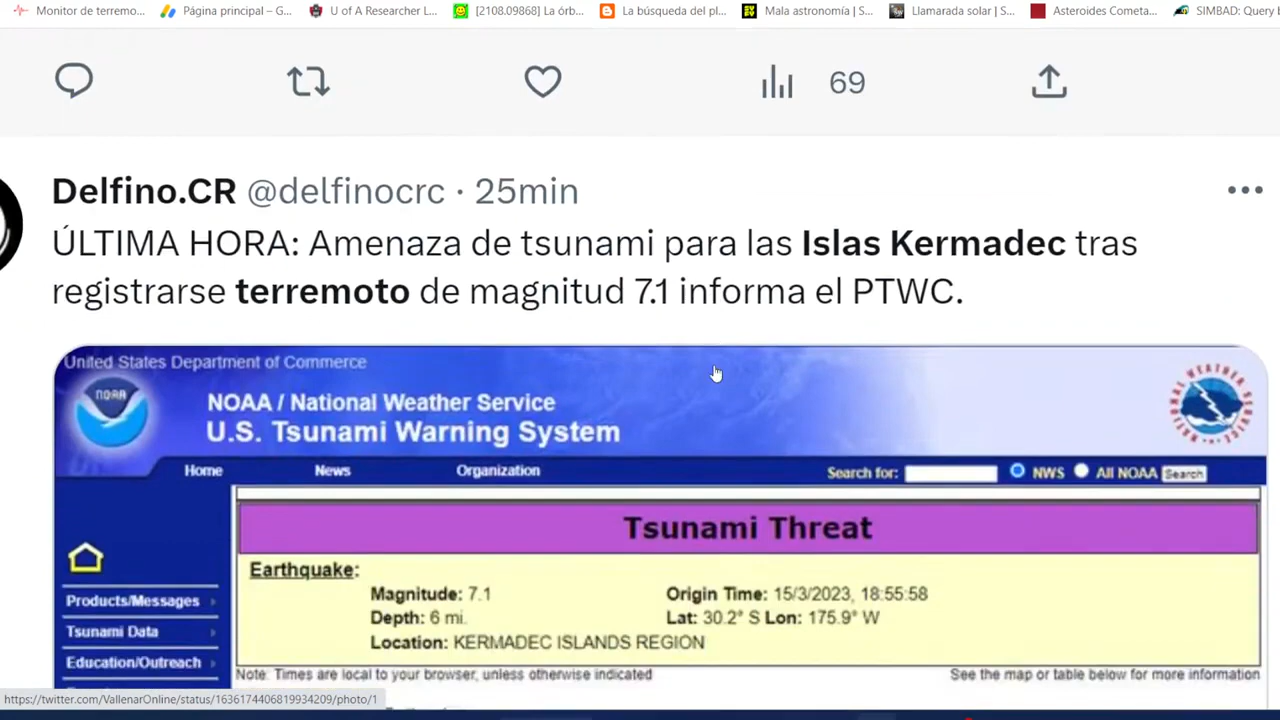 Monitor de terremo...
Página principal – G...
U of A Researcher L...
[2108.09868] La órb...
La búsqueda del pl...
Mala astronomía | S...
Llamarada solar | S...
Asteroides Cometa...
SIMBAD: Query b
69
Delfino.CR @delfinocrc · 25min
ÚLTIMA HORA: Amenaza de tsunami para las Islas Kermadec tras
registrarse terremoto de magnitud 7.1 informa el PTWC.
United States Department of Commerce
noaa
NOAA / National Weather Service
U.S. Tsunami Warning System
NATIONAL WEATHER SERVICE
Home News Organization
Search for: NWS All NOAA Search
Tsunami Threat
Earthquake:
Magnitude: 7.1 Origin Time: 15/3/2023, 18:55:58
Depth: 6 mi. Lat: 30.2° S Lon: 175.9° W
Location: KERMADEC ISLANDS REGION
Note: Times are local to your browser, unless otherwise indicated See the map or table below for more information
Products/Messages
Tsunami Data
Education/Outreach
https://twitter.com/VallenarOnline/status/1636174406819934209/photo/1